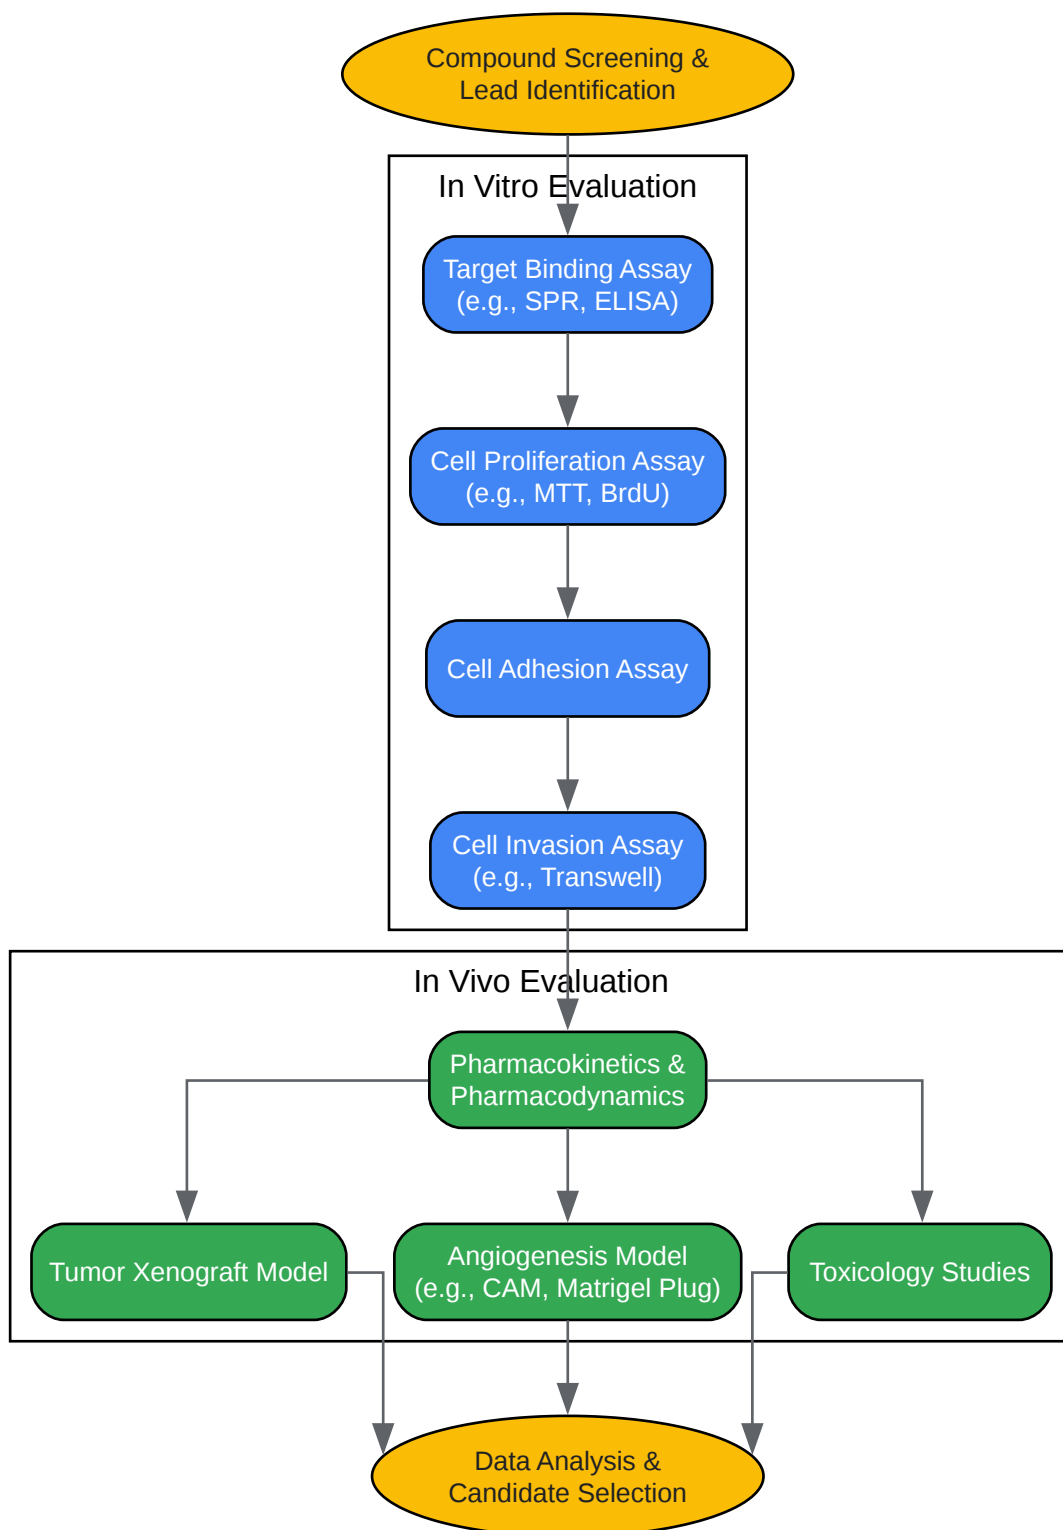 Compound Screening &
Lead Identification
In Vitro Evaluation
Target Binding Assay
(e.g., SPR, ELISA)
Cell Proliferation Assay
(e.g., MTT, BrdU)
Cell Adhesion Assay
Cell Invasion Assay
(e.g., Transwell)
In Vivo Evaluation
Pharmacokinetics &
Pharmacodynamics
Tumor Xenograft Model
Angiogenesis Model
(e.g., CAM, Matrigel Plug)
Toxicology Studies
Data Analysis &
Candidate Selection